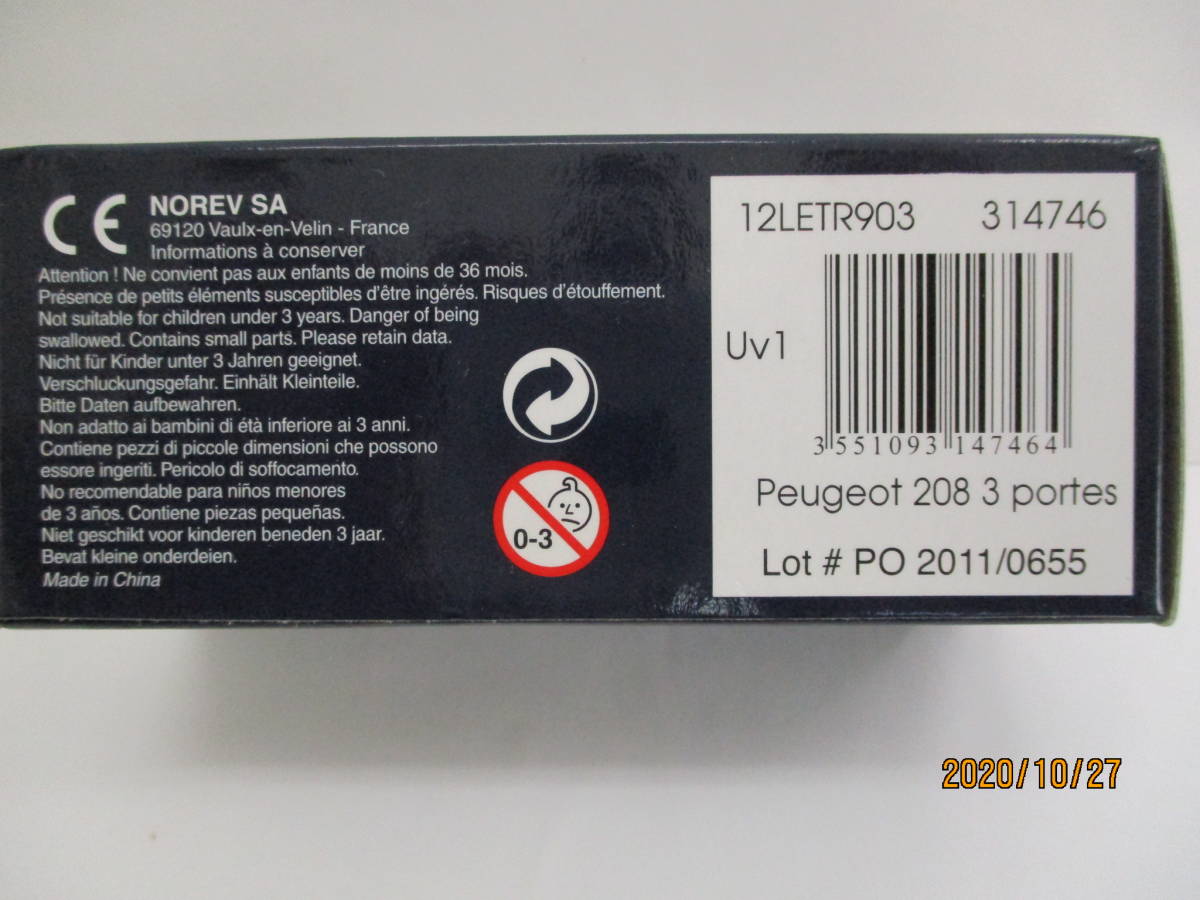 CE
NOREV SA
69120 Vaulx-en-Velin - France
Informations à conserver
Attention ! Ne convient pas aux enfants de moins de 36 mois.
Présence de petits éléments susceptibles d'être ingérés. Risques d'étouffement.
Not suitable for children under 3 years. Danger of being
swallowed. Contains small parts. Please retain data.
Nicht für Kinder unter 3 Jahren geeignet.
Verschluckungsgefahr. Einhält Kleinteile.
Bitte Daten aufbewahren.
Non adatto ai bambini di étà inferiore ai 3 anni.
Contiene pezzi di piccole dimensioni che possono
essore ingeriti. Pericolo di soffocamento.
No recomendable para niños menores
de 3 años. Contiene piezas pequeñas.
Niet geschikt voor kinderen beneden 3 jaar.
Bevat kleine onderdeien.
Made in China
0-3
12LETR903 314746
Uv1
3 551093 147464
Peugeot 208 3 portes
Lot # PO 2011/0655
2020/10/27